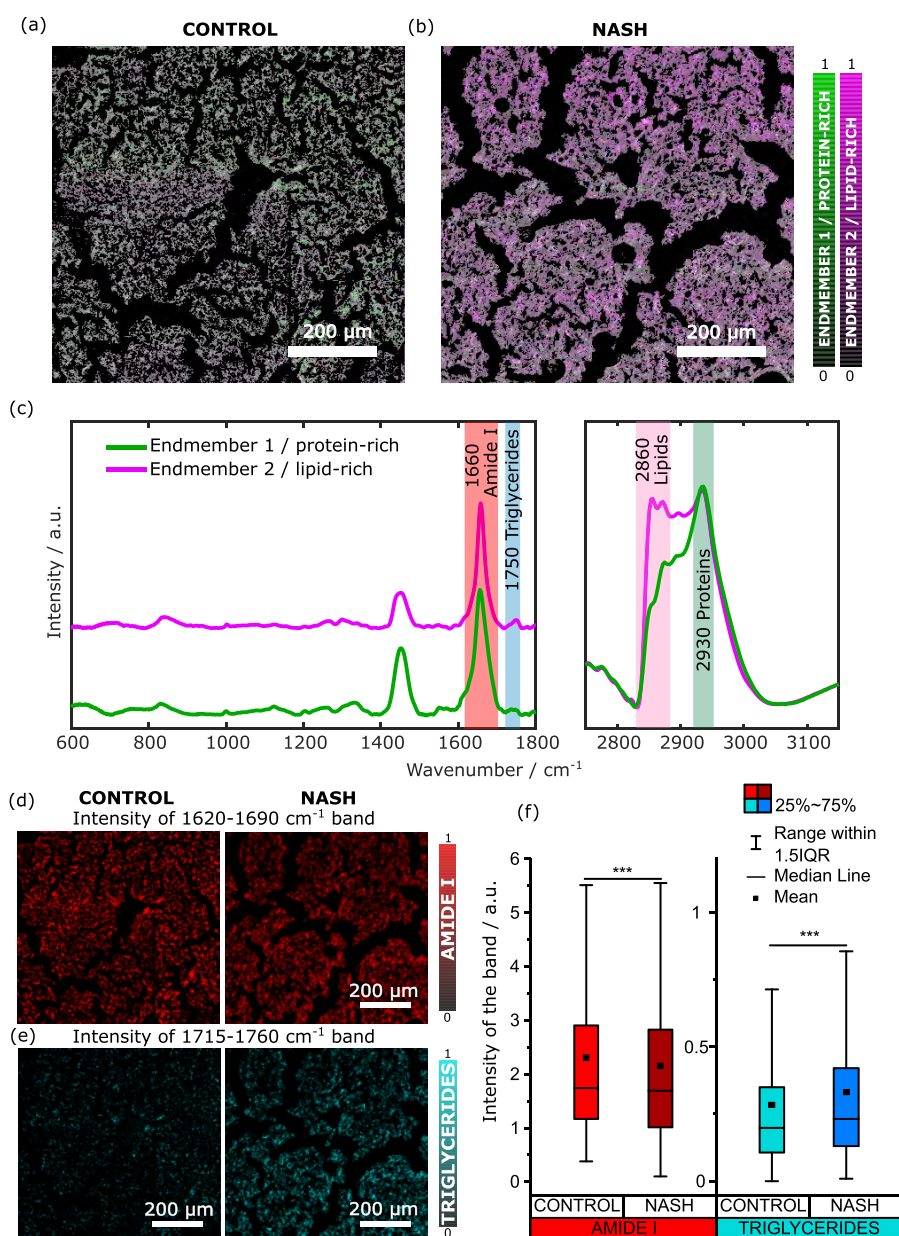 (a)
CONTROL
(b)
NASH
200 µm
200 µm
1
1
ENDMEMBER 1 / PROTEIN-RICH
ENDMEMBER 2 / LIPID-RICH
0
0
(c)
Endmember 1 / protein-rich
Endmember 2 / lipid-rich
1660
Amide I
1750 Triglycerides
2860
Lipids
2930 Proteins
Intensity / a.u.
600
800
1000
1200
1400
1600
1800
2800
2900
3000
3100
Wavenumber / cm⁻¹
(d)
CONTROL
NASH
Intensity of 1620-1690 cm⁻¹ band
1
AMIDE I
0
200 µm
(e)
Intensity of 1715-1760 cm⁻¹ band
1
TRIGLYCERIDES
0
200 µm
200 µm
(f)
25%~75%
Range within
1.5IQR
Median Line
Mean
Intensity of the band / a.u.
6
5
4
3
2
1
0
1
0.5
0
***
***
CONTROL
NASH
CONTROL
NASH
AMIDE I
TRIGLYCERIDES